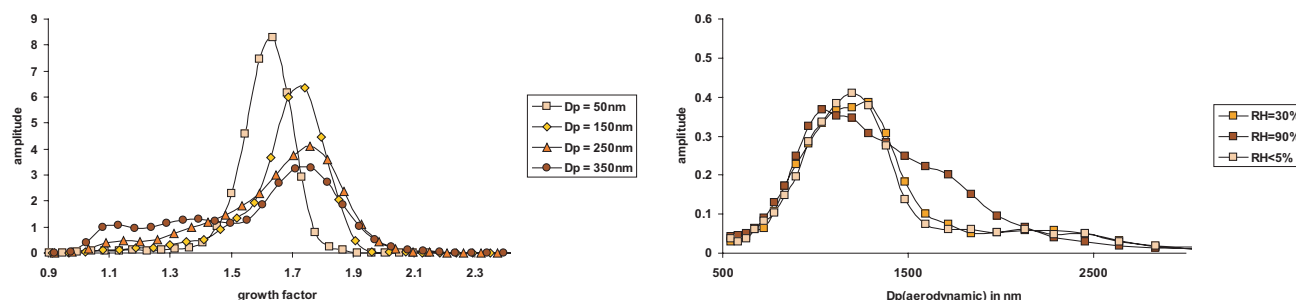 9
8
7
6
5
4
3
2
1
0
amplitude
0.9 1.1 1.3 1.5 1.7 1.9 2.1 2.3
growth factor
Dp = 50nm
Dp = 150nm
Dp = 250nm
Dp = 350nm
0.6
0.5
0.4
0.3
0.2
0.1
0
amplitude
500 1500 2500
Dp(aerodynamic) in nm
RH=30%
RH=90%
RH<5%